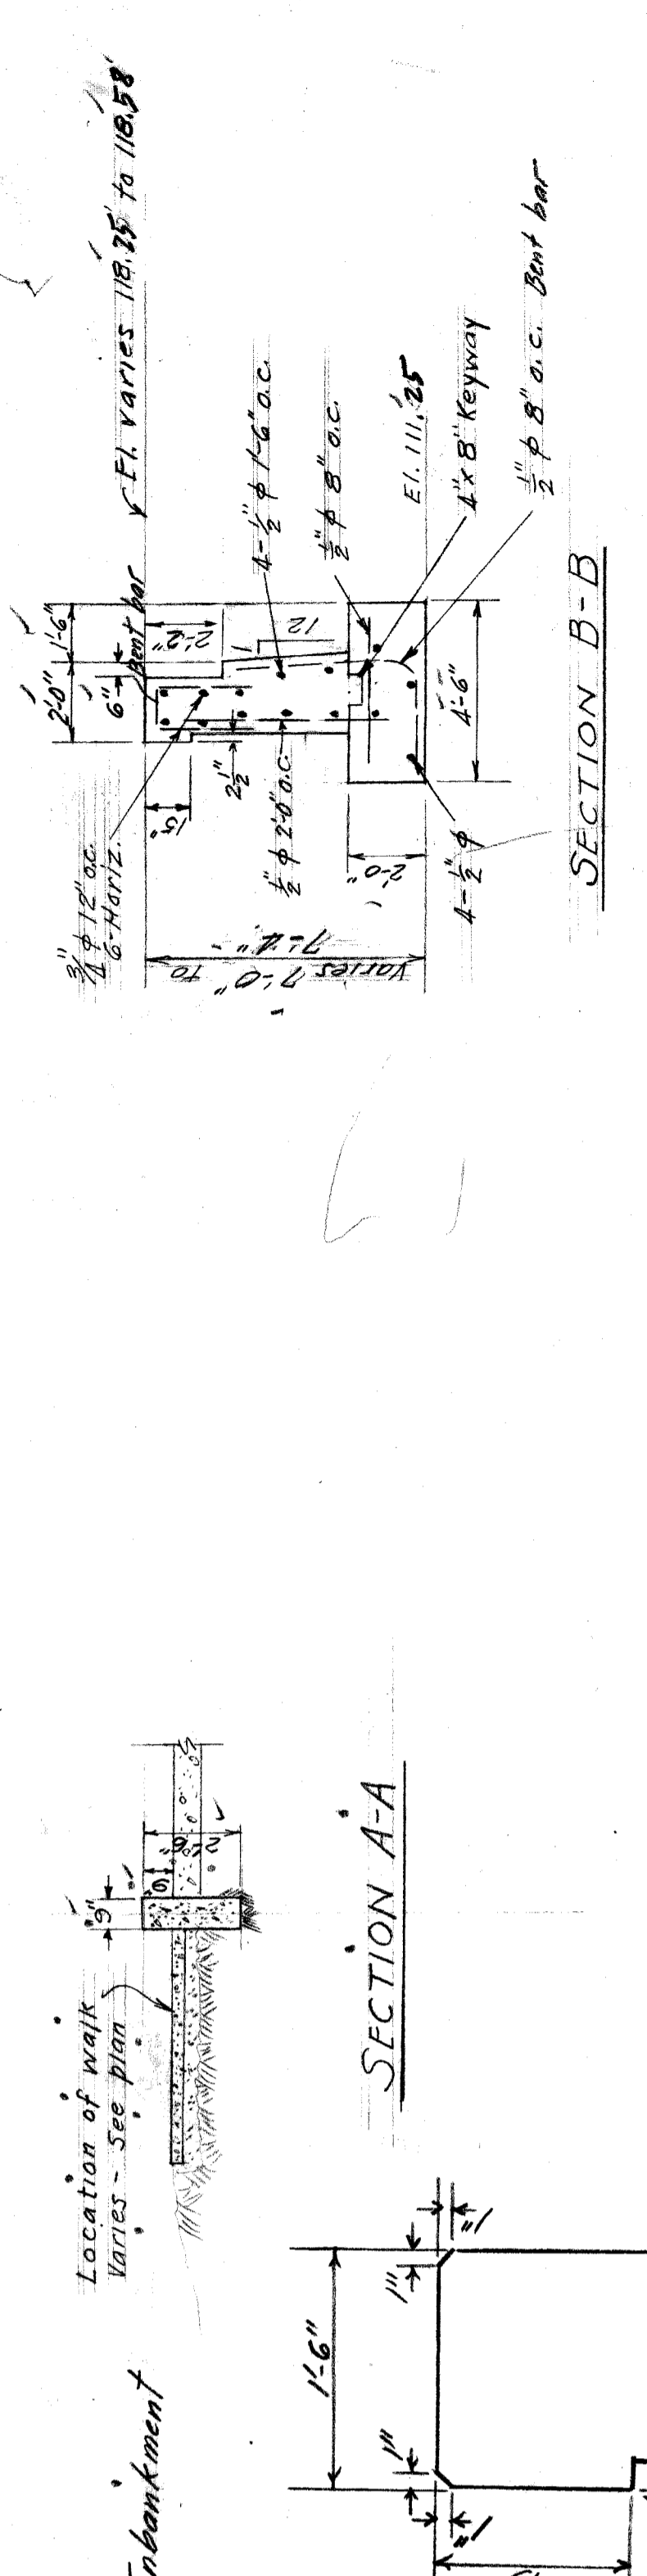 El. varies 118.25' to 118.58'
1'-6"
2'-0"
6"
Bent bar
2'-2"
3/4" ϕ 12" o.c.
6-Horiz.
15"
2 1/2"
1
12
4-1/2" ϕ 1'-6" o.c.
1/2" ϕ 8" o.c.
1/2" ϕ 2'-0" o.c.
El. 111.25
4" x 8" Keyway
1/2" ϕ 8" o.c. Bent bar
2'-0"
4'-6"
4-1/2" ϕ
Varies 7'-0" to
7'-4"
SECTION B-B
Location of walk
Varies - See plan
9"
2'-6"
SECTION A-A
1'-6"
1"
1"
1"
1"